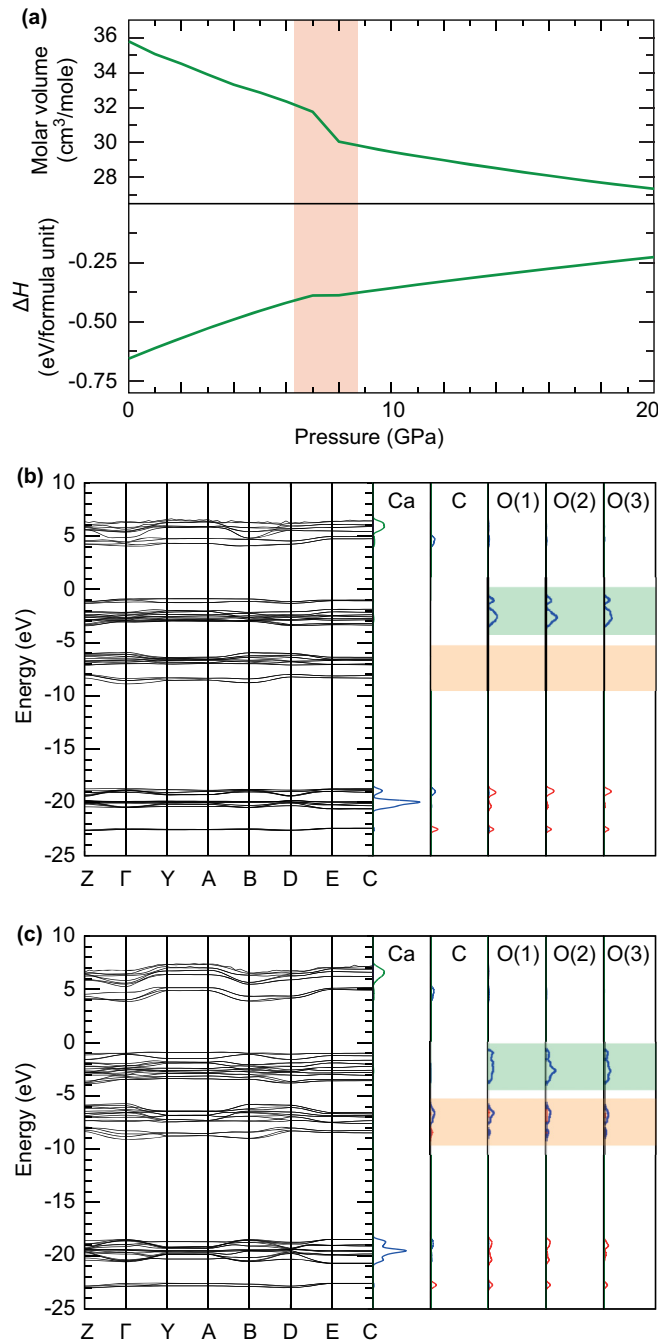 (a)
36
34
32
30
28
Molar volume
(cm³/mole)
-0.25
-0.50
-0.75
ΔH
(eV/formula unit)
0 10 20
Pressure (GPa)
(b)
10
5
0
-5
-10
-15
-20
-25
Energy (eV)
Ca C O(1) O(2) O(3)
Z Γ Y A B D E C
(c)
10
5
0
-5
-10
-15
-20
-25
Energy (eV)
Ca C O(1) O(2) O(3)
Z Γ Y A B D E C